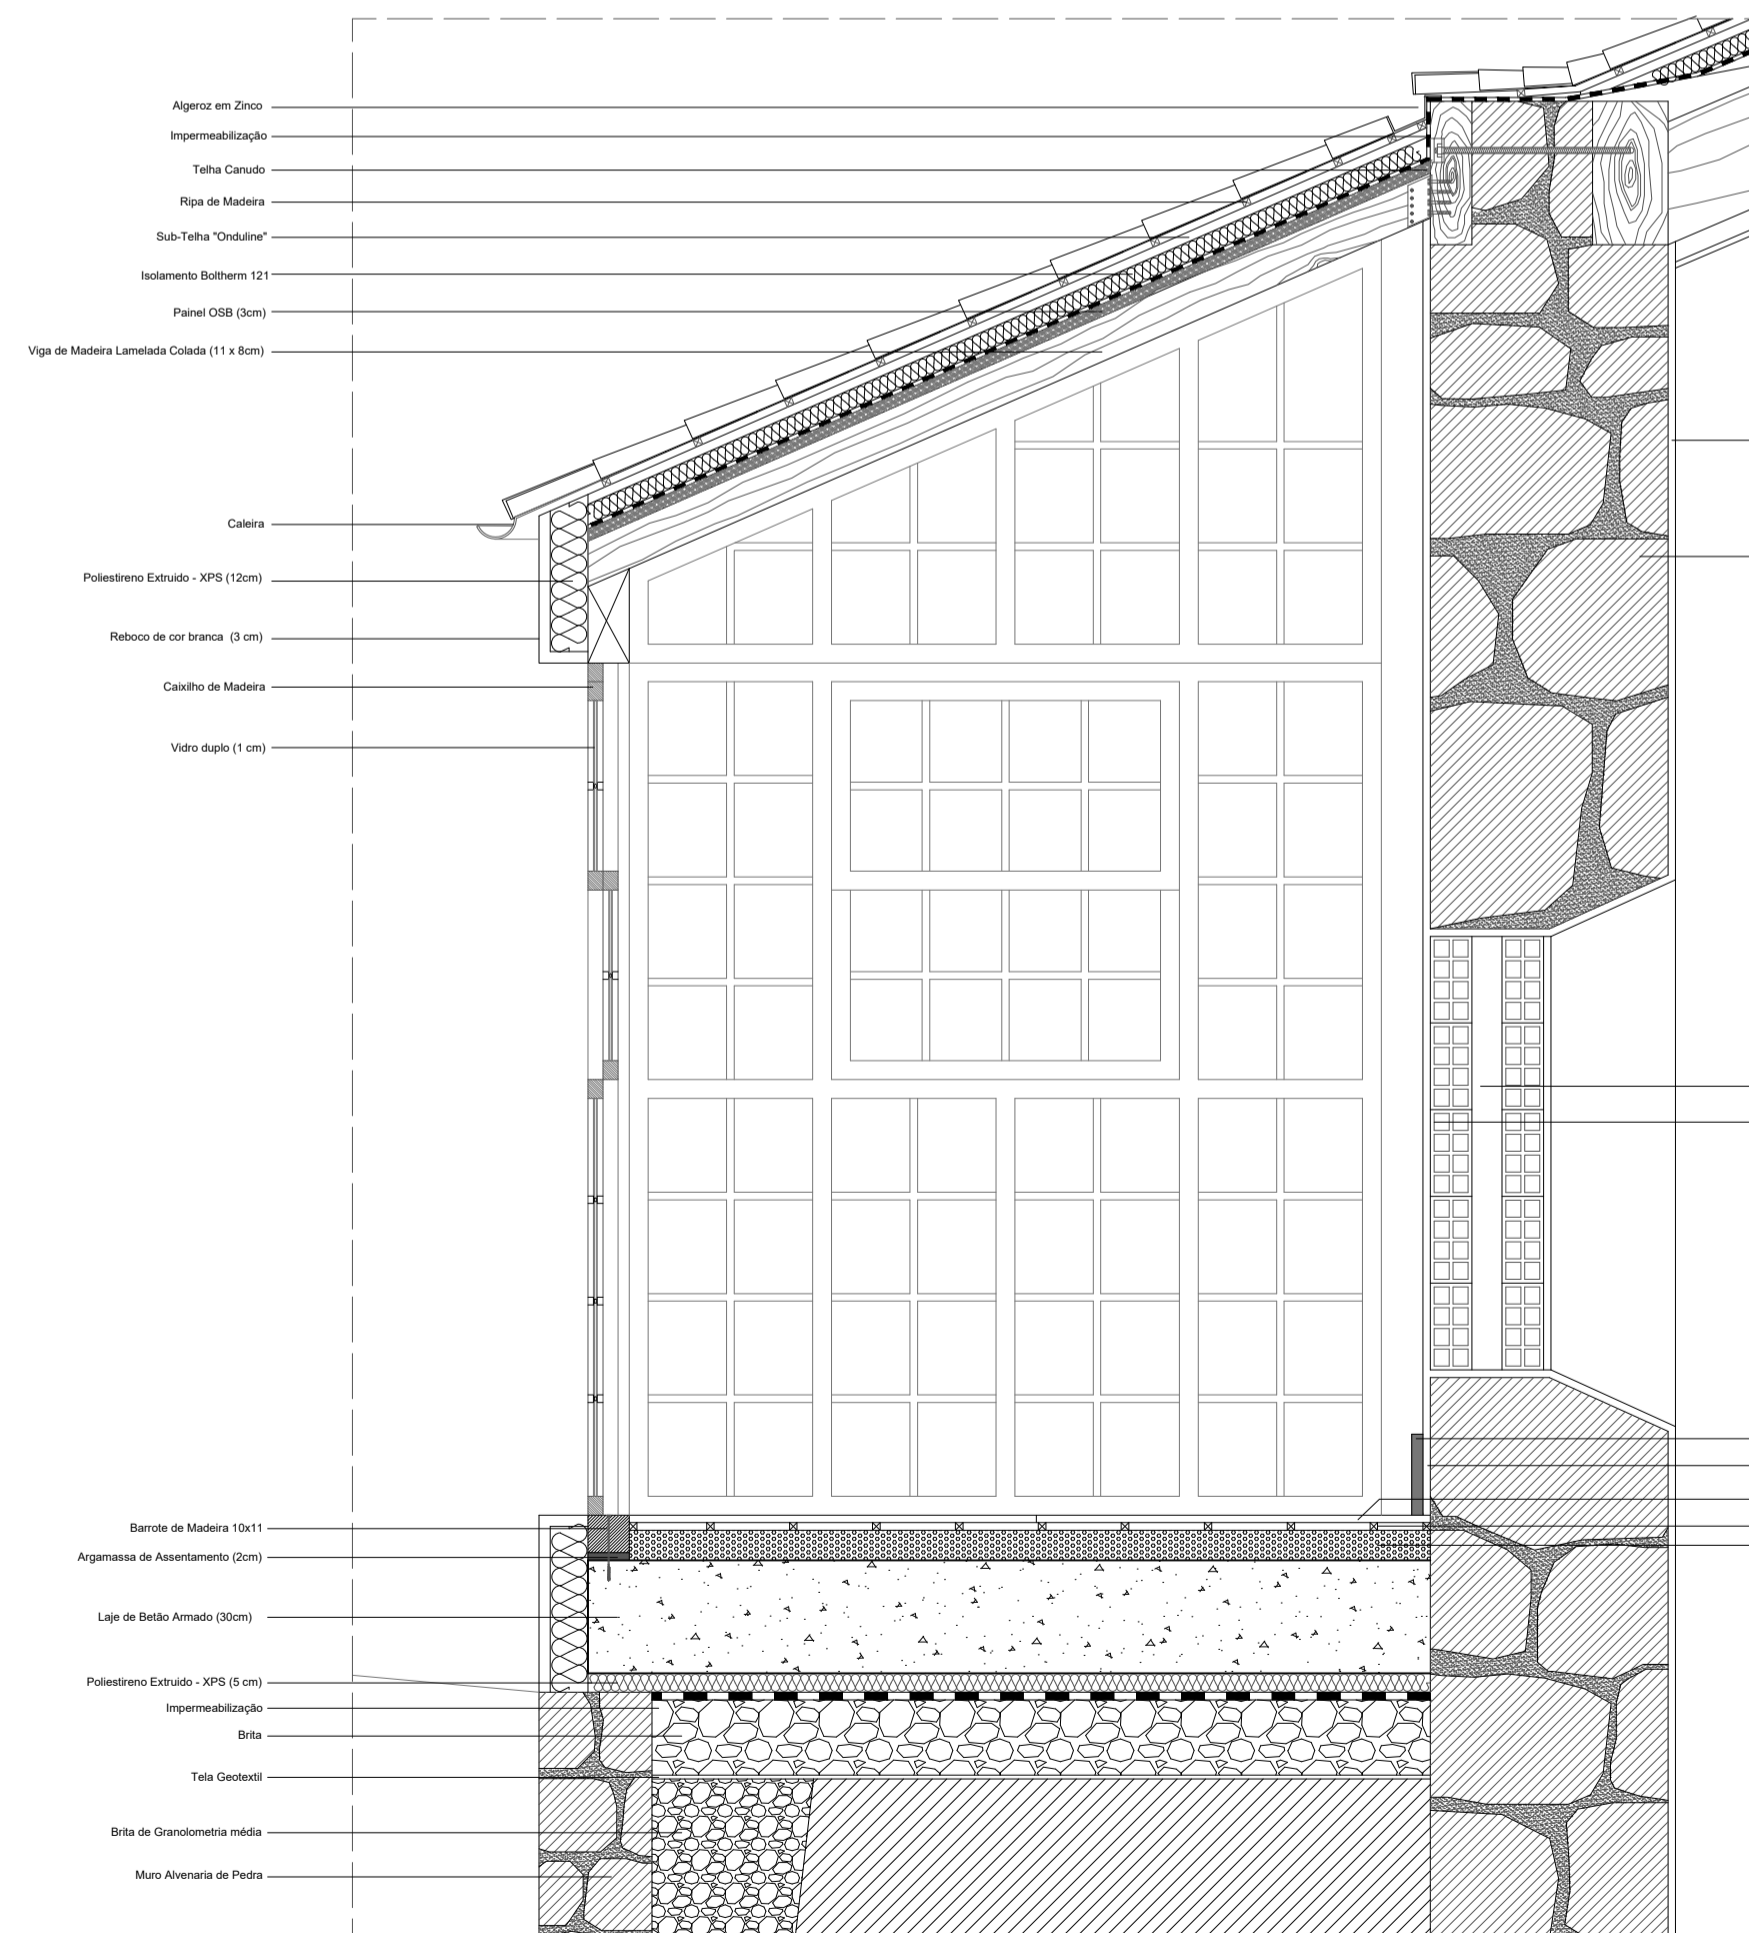 Algeroz em Zinco
Impermeabilização
Telha Canudo
Ripa de Madeira
Sub-Telha "Onduline"
Isolamento Boltherm 121
Painel OSB (3cm)
Viga de Madeira Lamelada Colada (11 x 8cm)
Caleira
Poliestireno Extruido - XPS (12cm)
Reboco de cor branca (3 cm)
Caixilho de Madeira
Vidro duplo (1 cm)
Barrote de Madeira 10x11
Argamassa de Assentamento (2cm)
Laje de Betão Armado (30cm)
Poliestireno Extruido - XPS (5 cm)
Impermeabilização
Brita
Tela Geotextil
Brita de Granolometria média
Muro Alvenaria de Pedra